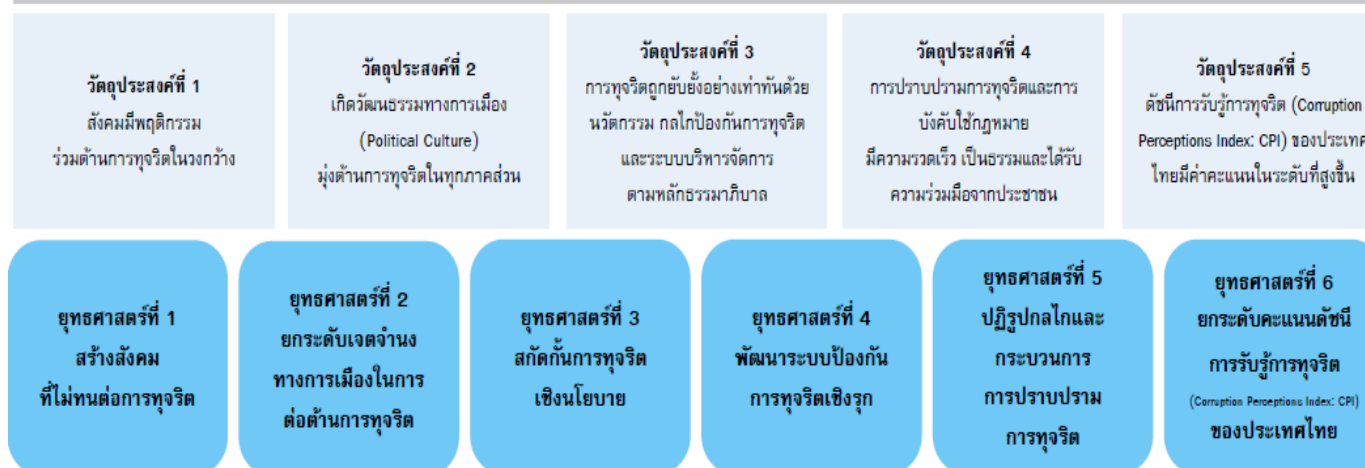 วัตถุประสงค์ที่ 1
สังคมมีพฤติกรรม
ร่วมต้านการทุจริตในวงกว้าง
วัตถุประสงค์ที่ 2
เกิดวัฒนธรรมทางการเมือง
(Political Culture)
มุ่งต้านการทุจริตในทุกภาคส่วน
วัตถุประสงค์ที่ 3
การทุจริตถูกยับยั้งอย่างเท่าทันด้วย
นวัตกรรม กลไกป้องกันการทุจริต
และระบบบริหารจัดการ
ตามหลักธรรมาภิบาล
วัตถุประสงค์ที่ 4
การปราบปรามการทุจริตและการ
บังคับใช้กฎหมาย
มีความรวดเร็ว เป็นธรรมและได้รับ
ความร่วมมือจากประชาชน
วัตถุประสงค์ที่ 5
ดัชนีการรับรู้การทุจริต (Corruption
Perceptions Index: CPI) ของประเทศ
ไทยมีค่าคะแนนในระดับที่สูงขึ้น
ยุทธศาสตร์ที่ 1
สร้างสังคม
ที่ไม่ทนต่อการทุจริต
ยุทธศาสตร์ที่ 2
ยกระดับเจตจำนง
ทางการเมืองในการ
ต่อต้านการทุจริต
ยุทธศาสตร์ที่ 3
สกัดกั้นการทุจริต
เชิงนโยบาย
ยุทธศาสตร์ที่ 4
พัฒนาระบบป้องกัน
การทุจริตเชิงรุก
ยุทธศาสตร์ที่ 5
ปฏิรูปกลไกและ
กระบวนการ
การปราบปราม
การทุจริต
ยุทธศาสตร์ที่ 6
ยกระดับคะแนนดัชนี
การรับรู้การทุจริต
(Corruption Perceptions Index: CPI)
ของประเทศไทย